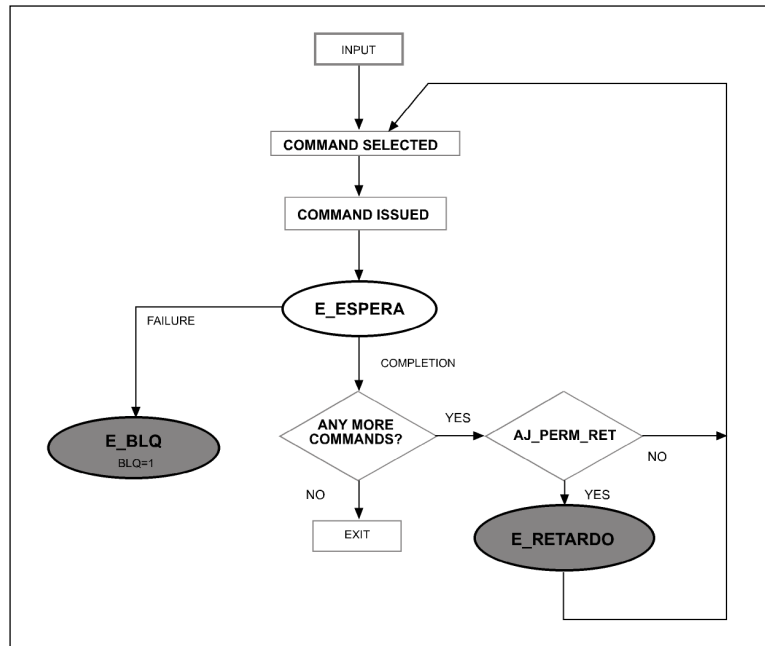 INPUT
COMMAND SELECTED
COMMAND ISSUED
E_ESPERA
FAILURE
COMPLETION
E_BLQ
BLQ=1
ANY MORE
COMMANDS?
YES
AJ_PERM_RET
NO
NO
YES
EXIT
E_RETARDO